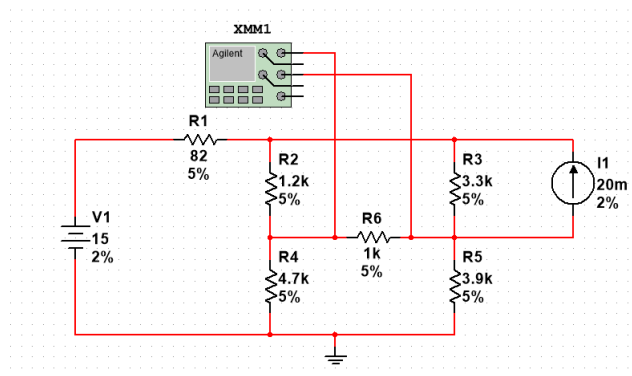 XMM1
Agilent
R1
82
5%
R2
1.2k
5%
R3
3.3k
5%
I1
20m
2%
V1
15
2%
R6
1k
5%
R4
4.7k
5%
R5
3.9k
5%